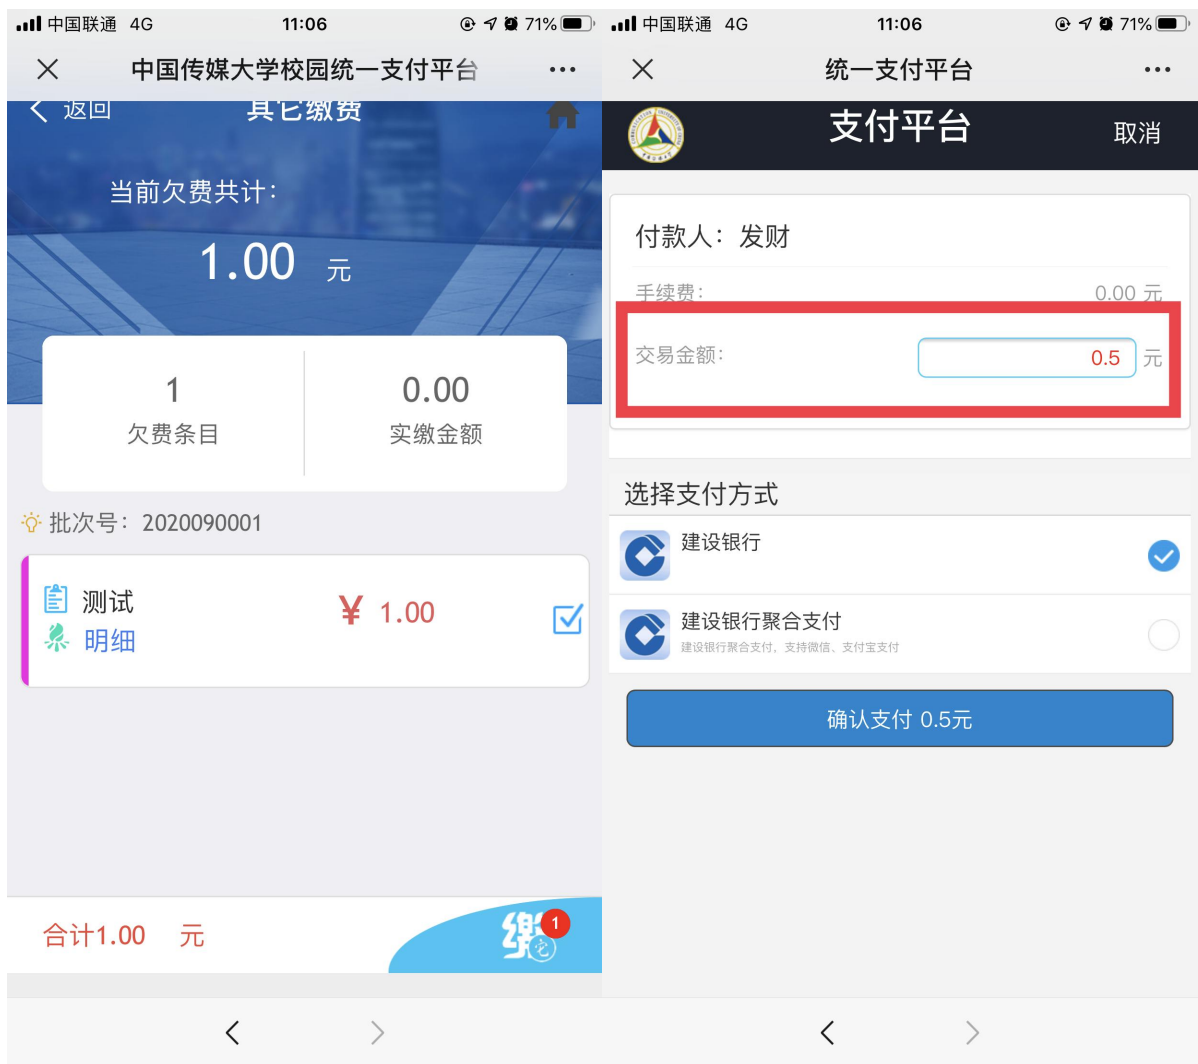 中国联通 4G 11:06 71%
中国传媒大学校园统一支付平台
返回 其它缴费
当前欠费共计：
1.00 元
1 0.00
欠费条目 实缴金额
批次号：2020090001
测试 ¥ 1.00
明细
合计1.00 元
缴 1
中国联通 4G 11:06 71%
统一支付平台
支付平台 取消
付款人：发财
手续费： 0.00 元
交易金额： 0.5 元
选择支付方式
建设银行
建设银行聚合支付
建设银行聚合支付，支持微信、支付宝支付
确认支付 0.5元